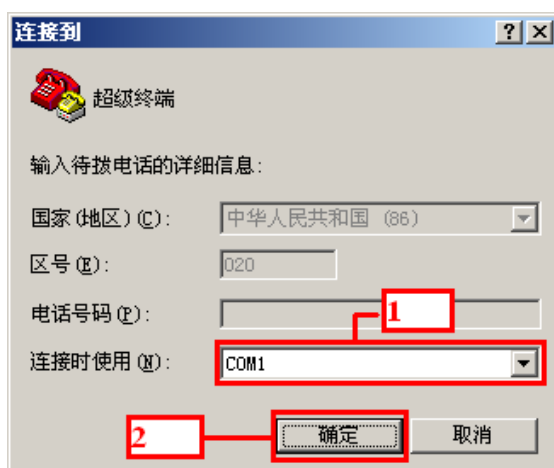 连接到
超级终端
输入待拨电话的详细信息:
国家(地区)(C): 中华人民共和国 (86)
区号(E): 020
电话号码(P): 1
连接时使用(N): COM1
2 确定 取消